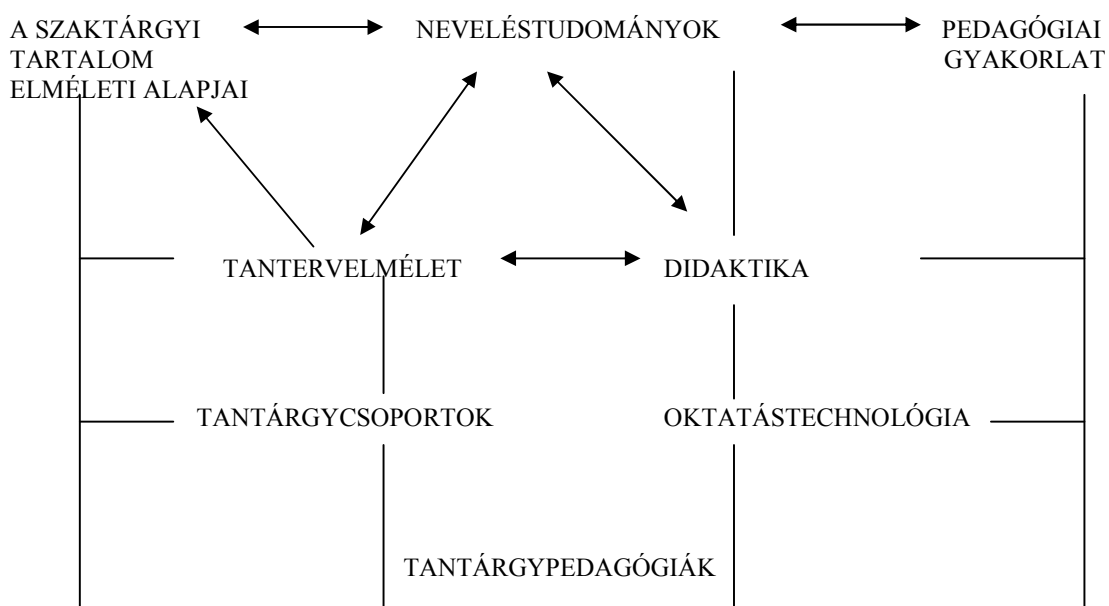 A SZAKTÁRGYI
TARTALOM
ELMÉLETI ALAPJAI
NEVELÉSTUDOMÁNYOK
PEDAGÓGIAI
GYAKORLAT
TANTERVELMÉLET
DIDAKTIKA
TANTÁRGYCSOPORTOK
OKTATÁSTECHNOLÓGIA
TANTÁRGYPEDAGÓGIÁK